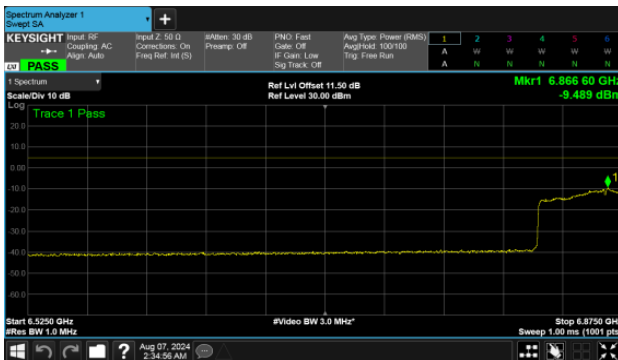 Spectrum Analyzer 1
Swept SA
+
KEYSIGHT Input: RF Input Z: 50 Ω #Atten: 30 dB PNO: Fast Avg Type: Power (RMS) 1 2 3 4 5 6
Coupling: AC Corrections: On Preamp: Off Gate: Off Avg|Hold: 100/100 A W W W W W
Align: Auto Freq Ref: Int (S) IF Gain: Low Trig: Free Run
LXI PASS Sig Track: Off A N N N N N
1 Spectrum Ref Lvl Offset 11.50 dB Mkr1 6.866 60 GHz
Scale/Div 10 dB Ref Level 30.00 dBm -9.489 dBm
Log
Trace 1 Pass
20.0
10.0
0.00
-10.0
1
-20.0
-30.0
-40.0
-50.0
-60.0
Start 6.5250 GHz #Video BW 3.0 MHz* Stop 6.8750 GHz
#Res BW 1.0 MHz Sweep 1.00 ms (1001 pts)
? Aug 07, 2024
2:34:56 AM